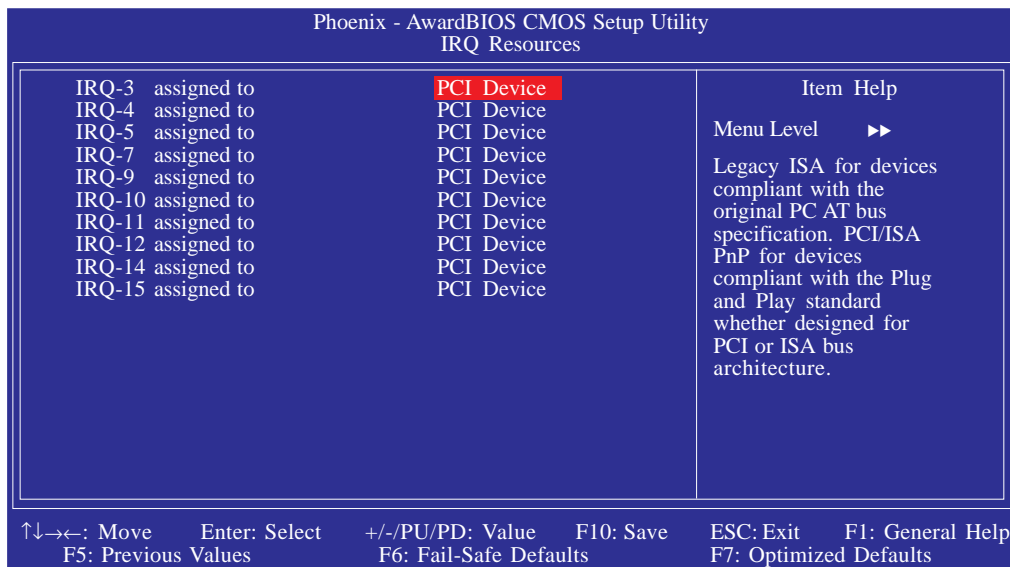 Phoenix - AwardBIOS CMOS Setup Utility
IRQ Resources
IRQ-3 assigned to PCI Device
IRQ-4 assigned to PCI Device
IRQ-5 assigned to PCI Device
IRQ-7 assigned to PCI Device
IRQ-9 assigned to PCI Device
IRQ-10 assigned to PCI Device
IRQ-11 assigned to PCI Device
IRQ-12 assigned to PCI Device
IRQ-14 assigned to PCI Device
IRQ-15 assigned to PCI Device
Item Help
Menu Level ►►
Legacy ISA for devices
compliant with the
original PC AT bus
specification. PCI/ISA
PnP for devices
compliant with the Plug
and Play standard
whether designed for
PCI or ISA bus
architecture.
↑↓→←: Move Enter: Select +/-/PU/PD: Value F10: Save ESC: Exit F1: General Help
F5: Previous Values F6: Fail-Safe Defaults F7: Optimized Defaults